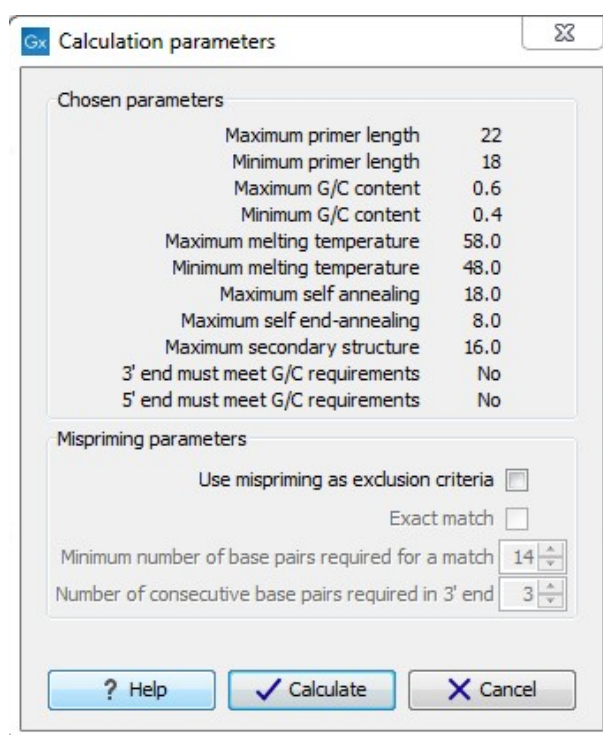 Gx Calculation parameters
Chosen parameters
Maximum primer length 22
Minimum primer length 18
Maximum G/C content 0.6
Minimum G/C content 0.4
Maximum melting temperature 58.0
Minimum melting temperature 48.0
Maximum self annealing 18.0
Maximum self end-annealing 8.0
Maximum secondary structure 16.0
3' end must meet G/C requirements No
5' end must meet G/C requirements No
Mispriming parameters
Use mispriming as exclusion criteria
Exact match
Minimum number of base pairs required for a match 14
Number of consecutive base pairs required in 3' end 3
? Help Calculate Cancel